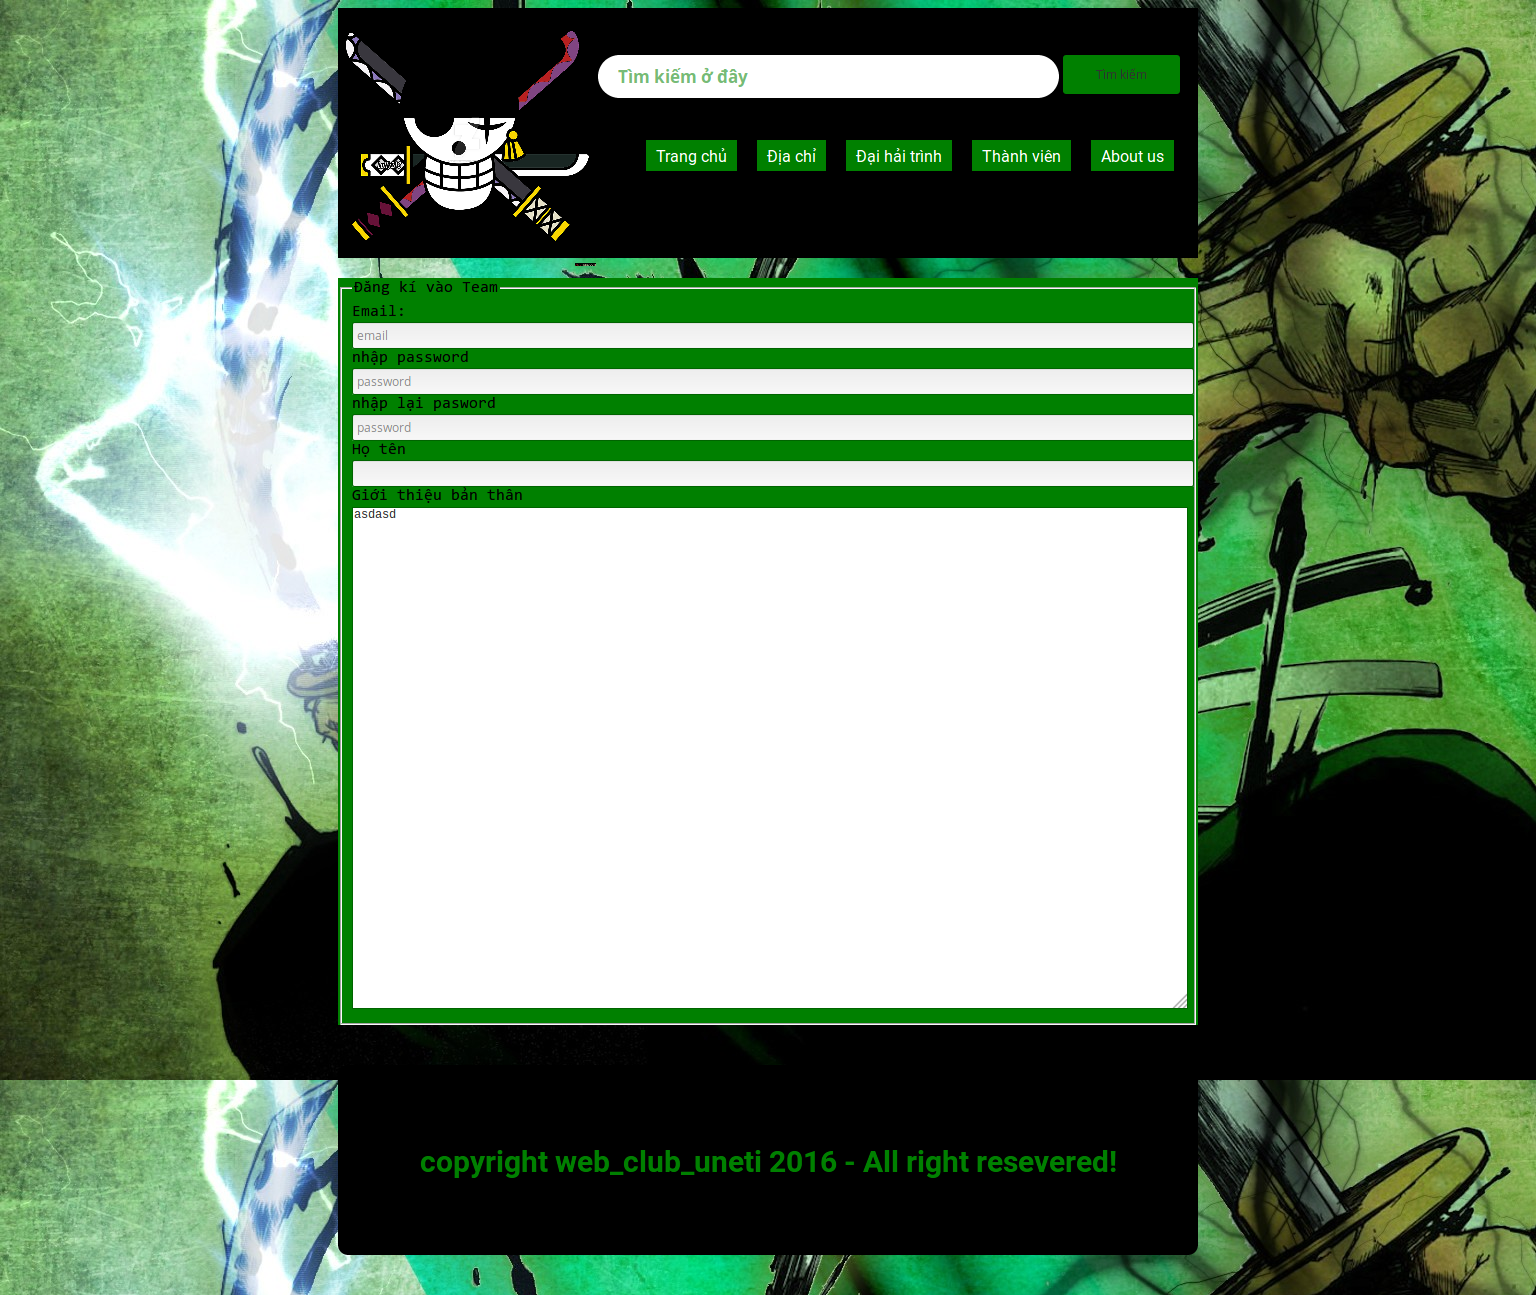 Tìm kiếm ở đây
Tìm kiếm
Trang chủ Địa chỉ Đại hải trình Thành viên About us
Đăng kí vào Team
Email:
email
nhập password
password
nhập lại pasword
password
Họ tên
Giới thiệu bản thân
asdasd
copyright web_club_uneti 2016 - All right resevered!